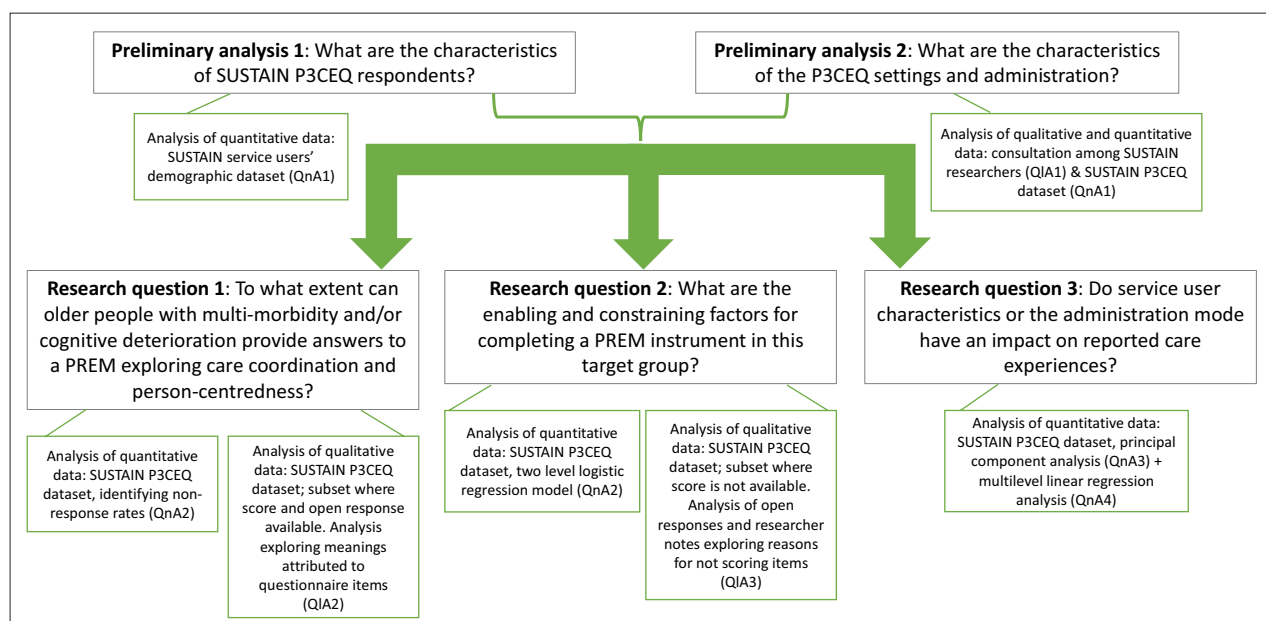 Preliminary analysis 1: What are the characteristics
of SUSTAIN P3CEQ respondents?
Preliminary analysis 2: What are the characteristics
of the P3CEQ settings and administration?
Analysis of quantitative data:
SUSTAIN service users’
demographic dataset (QnA1)
Analysis of qualitative and quantitative
data: consultation among SUSTAIN
researchers (QlA1) & SUSTAIN P3CEQ
dataset (QnA1)
Research question 1: To what extent can
older people with multi-morbidity and/or
cognitive deterioration provide answers to
a PREM exploring care coordination and
person-centredness?
Research question 2: What are the
enabling and constraining factors for
completing a PREM instrument in this
target group?
Research question 3: Do service user
characteristics or the administration mode
have an impact on reported care
experiences?
Analysis of quantitative
data: SUSTAIN P3CEQ
dataset, identifying non-
response rates (QnA2)
Analysis of qualitative
data: SUSTAIN P3CEQ
dataset; subset where
score and open response
available. Analysis
exploring meanings
attributed to
questionnaire items
(QlA2)
Analysis of quantitative
data: SUSTAIN P3CEQ
dataset, two level logistic
regression model (QnA2)
Analysis of qualitative
data: SUSTAIN P3CEQ
dataset; subset where
score is not available.
Analysis of open
responses and researcher
notes exploring reasons
for not scoring items
(QlA3)
Analysis of quantitative data:
SUSTAIN P3CEQ dataset, principal
component analysis (QnA3) +
multilevel linear regression
analysis (QnA4)